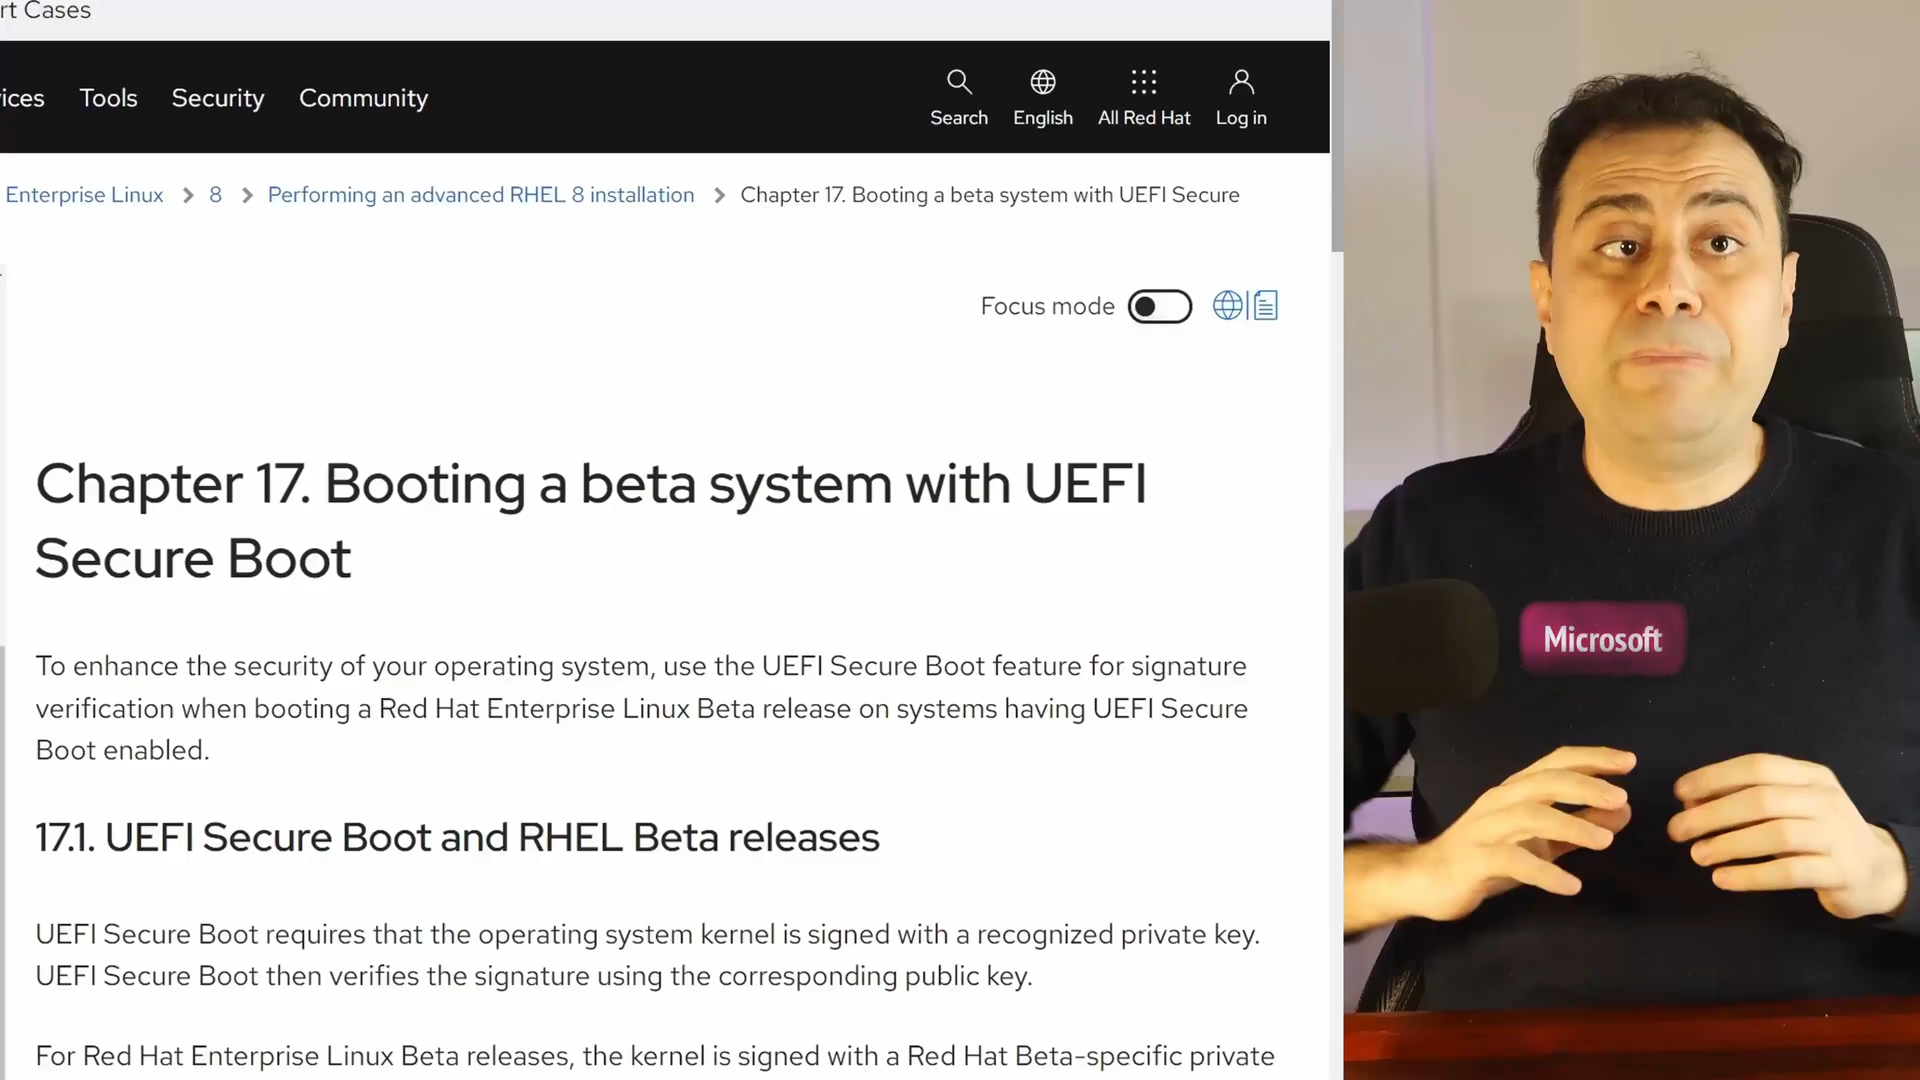 rt Cases
ices Tools Security Community
Search English All Red Hat Log in
Enterprise Linux > 8 > Performing an advanced RHEL 8 installation > Chapter 17. Booting a beta system with UEFI Secure
Focus mode
Chapter 17. Booting a beta system with UEFI
Secure Boot
To enhance the security of your operating system, use the UEFI Secure Boot feature for signature
verification when booting a Red Hat Enterprise Linux Beta release on systems having UEFI Secure
Boot enabled.
17.1. UEFI Secure Boot and RHEL Beta releases
UEFI Secure Boot requires that the operating system kernel is signed with a recognized private key.
UEFI Secure Boot then verifies the signature using the corresponding public key.
For Red Hat Enterprise Linux Beta releases, the kernel is signed with a Red Hat Beta-specific private
Microsoft